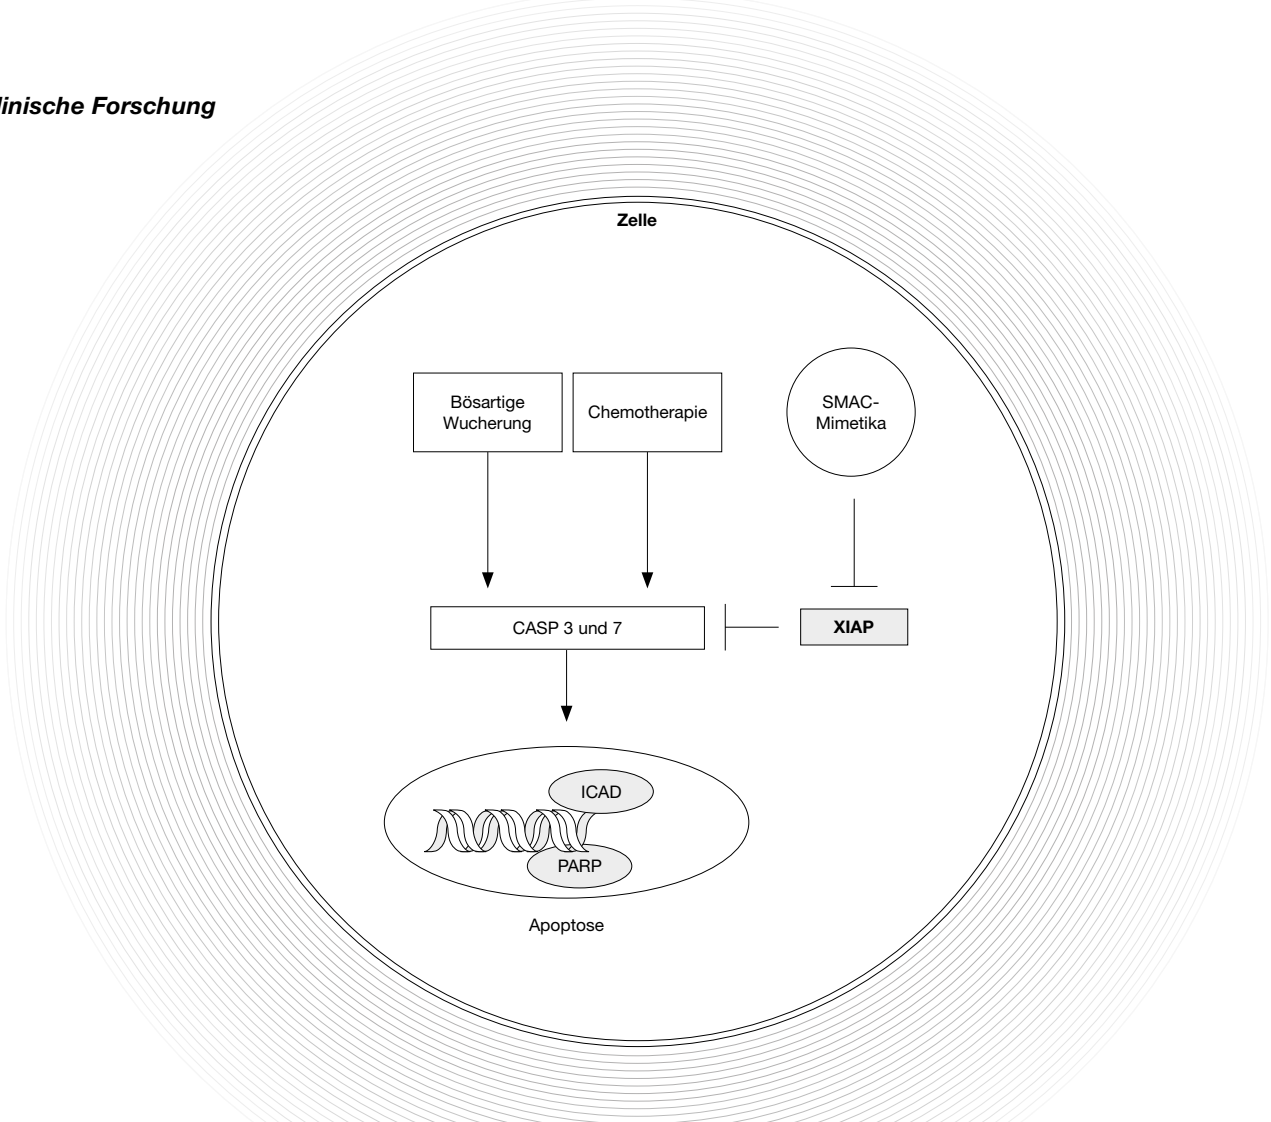 linische Forschung
Zelle
Bösartige
Wucherung
Chemotherapie
SMAC-
Mimetika
CASP 3 und 7
XIAP
ICAD
PARP
Apoptose